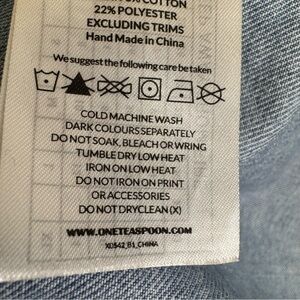 COTTON
22% POLYESTER
EXCLUDING TRIMS
Hand Made in China
We suggest the following care be taken
COLD MACHINE WASH
DARK COLOURS SEPARATELY
DO NOT SOAK, BLEACH OR WRING
TUMBLE DRY LOW HEAT
IRON ON LOW HEAT
DO NOT IRON ON PRINT
OR ACCESSORIES
DO NOT DRYCLEAN (X)
WWW.ONETEASPOON.COM